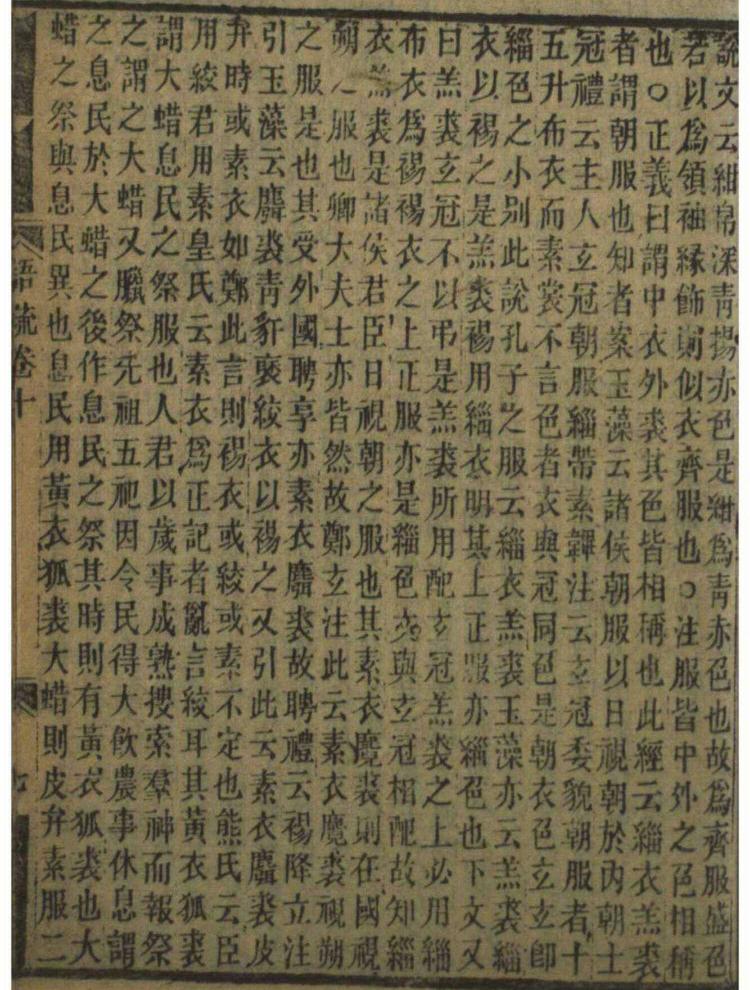 說文云紺帛深青揚赤色是紺爲青赤色也故爲齊服盛色
若以爲領袖緣飾則似衣齊服也○注服皆中外之色相稱
也○正義曰謂中衣外裘其色皆相稱也此經云緇衣羔裘
者謂朝服也知者案玉藻云諸侯朝服以日視朝於內朝士
冠禮云主人玄冠朝服緇帶素韠注云玄冠委貌朝服者十
五升布衣而素裳不言色者衣與冠同色是朝衣色玄玄卽
緇色之小别此說孔子之服云緇衣羔裘玉藻亦云羔裘緇
衣以裼之是羔裘裼用緇衣明其上正服亦緇色也下文又
曰羔裘玄冠不以弔是羔裘所用配玄冠羔裘之上必用緇
布衣爲裼裼衣之上正服亦是緇色又與玄冠相配故知緇
衣羔裘是諸侯君臣日視朝之服也其素衣麑裘則在國視
朔之服也卿大夫士亦皆然故鄭玄注此云素衣麑裘視朔
之服是也其受外國聘享亦素衣麛裘故聘禮云裼降立注
引玉藻云麛裘青豻褎絞衣以裼之又引此云素衣麛裘皮
弁時或素衣如鄭此言則裼衣或絞或素不定也熊氏云臣
用絞君用素皇氏云素衣爲正記者亂言絞耳其黃衣狐裘
謂大蜡息民之祭服也人君以歲事成熟搜索羣神而報祭
之謂之大蜡又臘祭先祖五祀因令民得大飲農事休息謂
之息民於大蜡之後作息民之祭其時則有黃衣狐裘也大
蜡之祭與息民異也息民用黃衣狐裘大蜡則皮弁素服二
語疏卷十
七